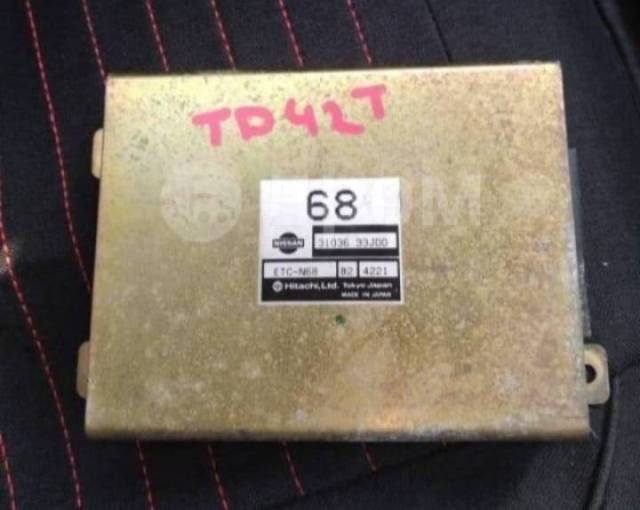 TD42T
68
NISSAN 31036 33J00
ETC-N68 B2 4221
Hitachi, Ltd. Tokyo Japan
MADE IN JAPAN